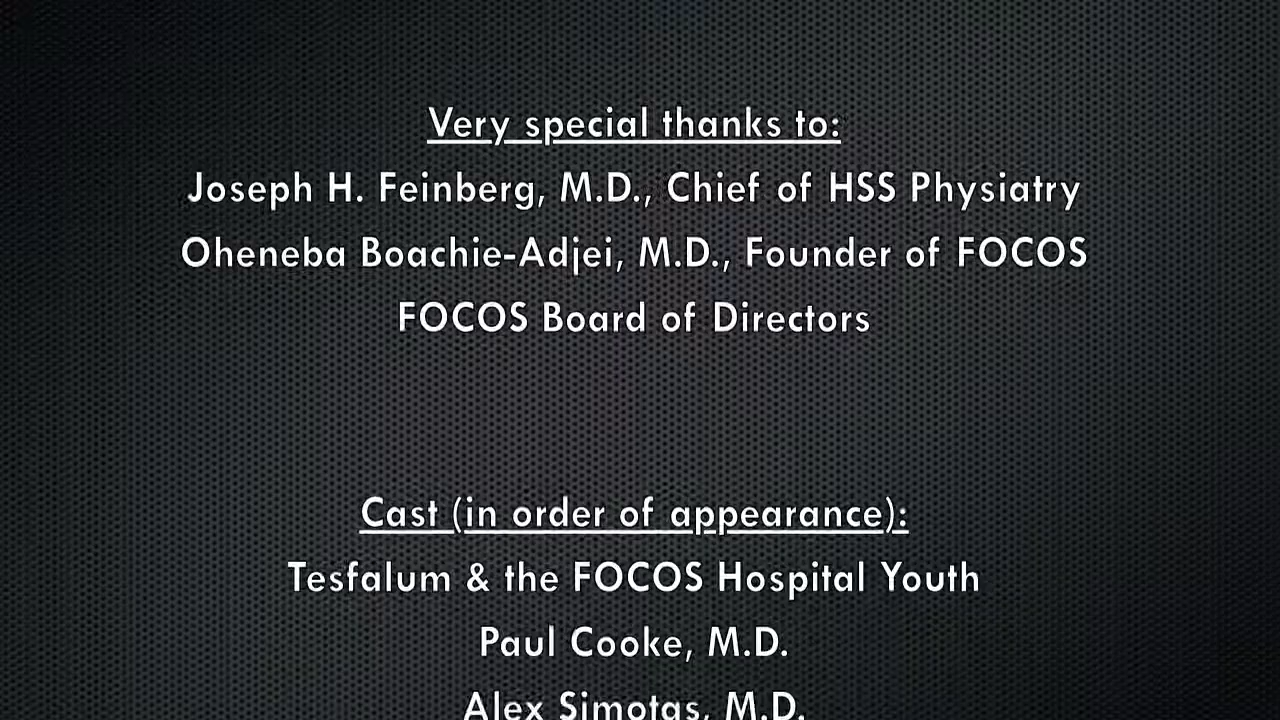 Very special thanks to:
Joseph H. Feinberg, M.D., Chief of HSS Physiatry
Oheneba Boachie-Adjei, M.D., Founder of FOCOS
FOCOS Board of Directors
Cast (in order of appearance):
Tesfalum & the FOCOS Hospital Youth
Paul Cooke, M.D.
Alex Simotas, M.D.